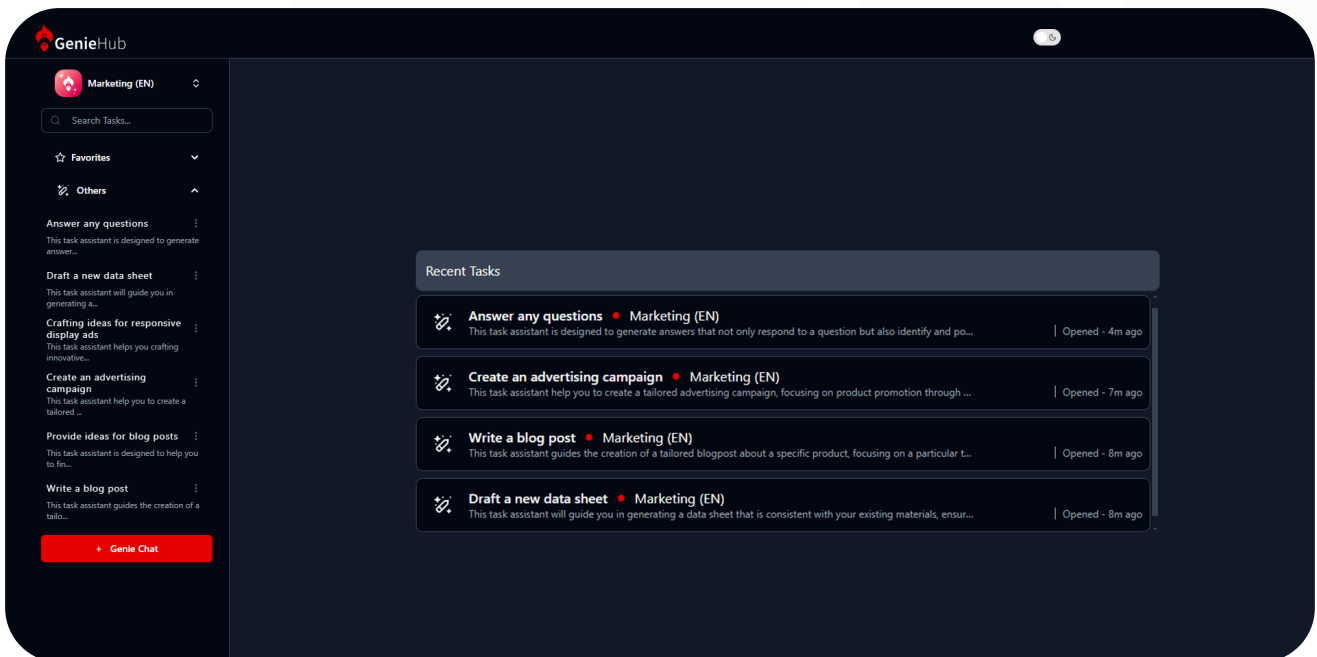 GenieHub
Marketing (EN)
Search Tasks...
Favorites
Others
Answer any questions
This task assistant is designed to generate
answer...
Draft a new data sheet
This task assistant will guide you in
generating a...
Crafting ideas for responsive
display ads
This task assistant helps you crafting
innovative...
Create an advertising
campaign
This task assistant help you to create a
tailored ...
Provide ideas for blog posts
This task assistant is designed to help you
to fin...
Write a blog post
This task assistant guides the creation of a
tailo...
+ Genie Chat
Recent Tasks
Answer any questions • Marketing (EN)
This task assistant is designed to generate answers that not only respond to a question but also identify and po...
Opened - 4m ago
Create an advertising campaign • Marketing (EN)
This task assistant help you to create a tailored advertising campaign, focusing on product promotion through ...
Opened - 7m ago
Write a blog post • Marketing (EN)
This task assistant guides the creation of a tailored blogpost about a specific product, focusing on a particular t...
Opened - 8m ago
Draft a new data sheet • Marketing (EN)
This task assistant will guide you in generating a data sheet that is consistent with your existing materials, ensur...
Opened - 8m ago